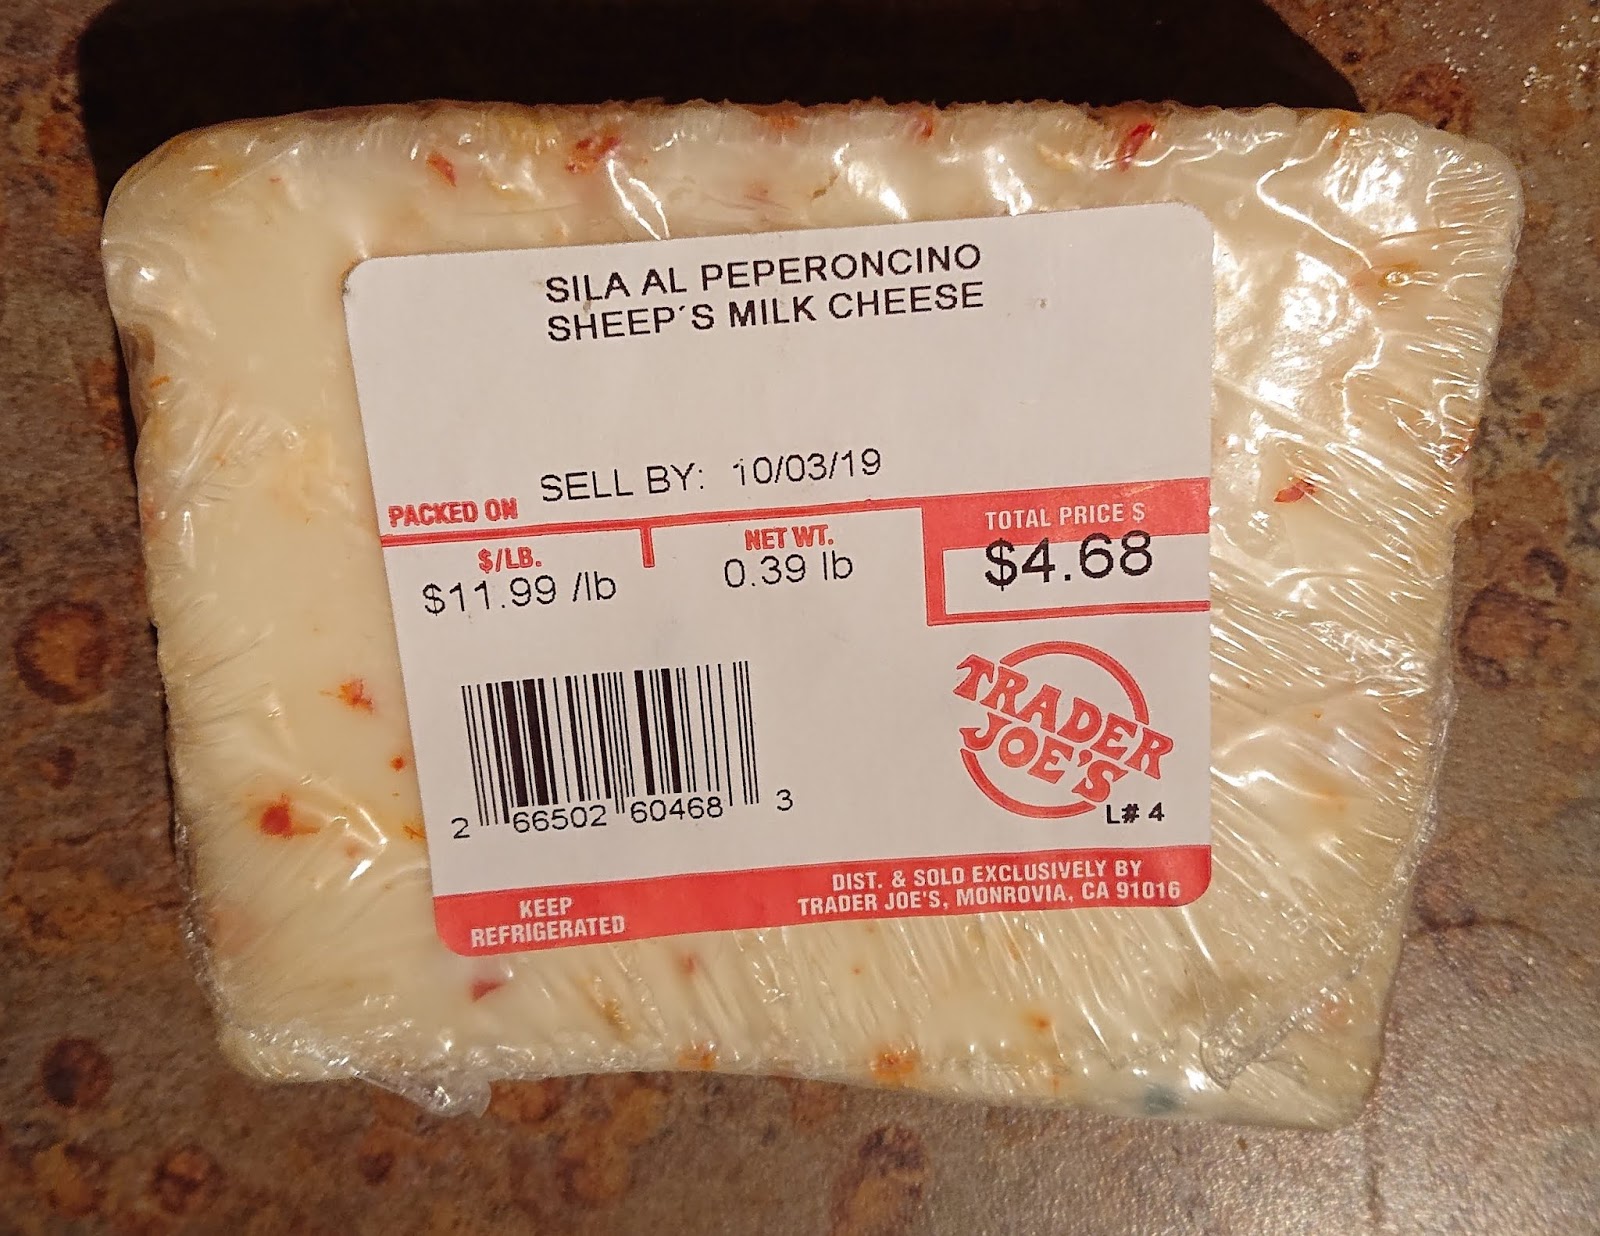 SILA AL PEPERONCINO
SHEEP´S MILK CHEESE
SELL BY: 10/03/19
PACKED ON
$/LB.
$11.99 /lb
NET WT.
0.39 lb
TOTAL PRICE $
$4.68
2 66502 60468 3
TRADER
JOE'S
L# 4
KEEP
REFRIGERATED
DIST. & SOLD EXCLUSIVELY BY
TRADER JOE'S, MONROVIA, CA 91016